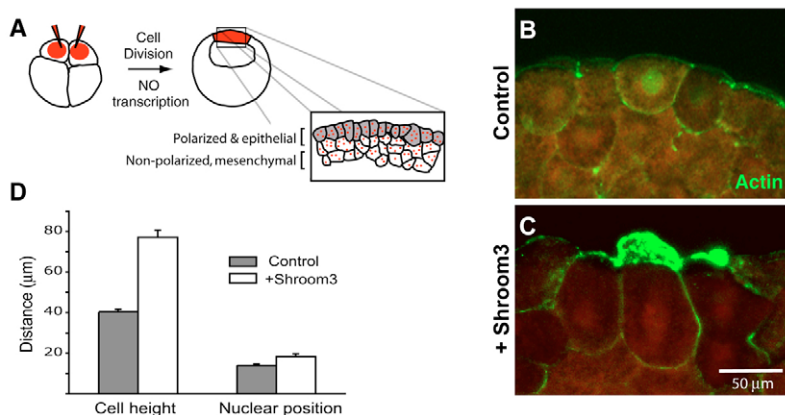 A
Cell
Division
NO
transcription
Polarized & epithelial
Non-polarized, mesenchymal
B
Control
Actin
C
+ Shroom3
50 μm
D
Distance (μm)
80
60
40
20
Control
+Shroom3
Cell height
Nuclear position